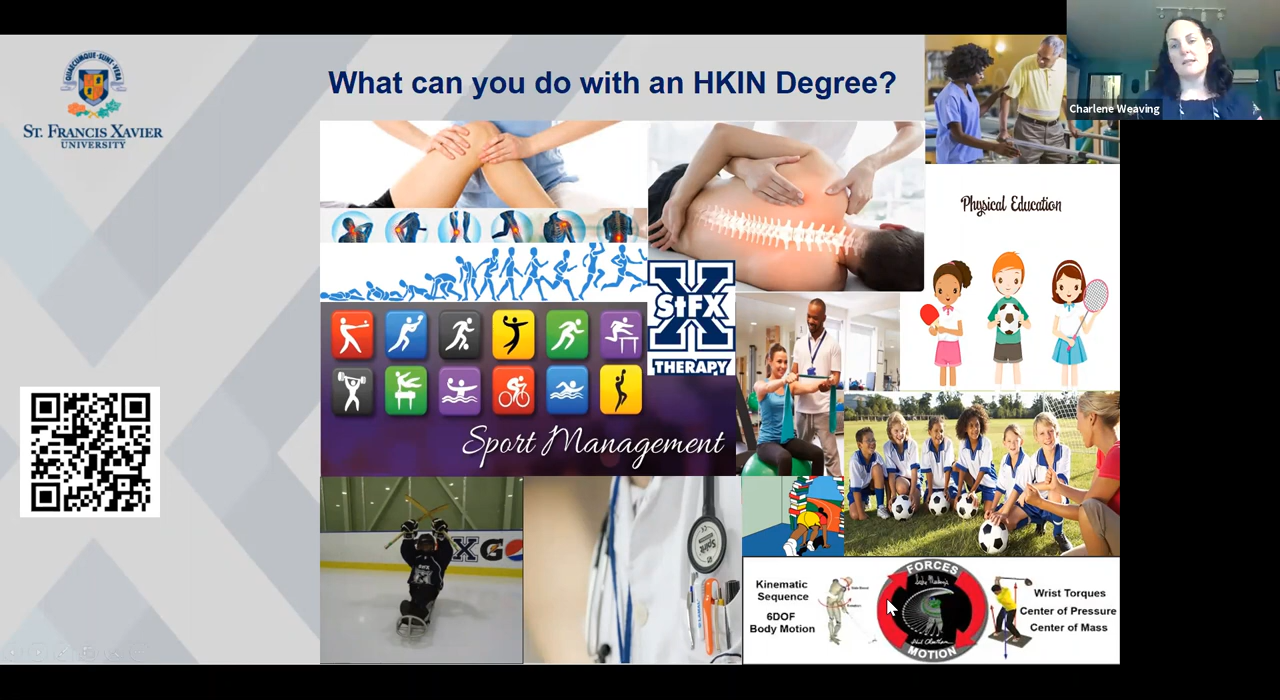 What can you do with an HKIN Degree?
QUAECUMQUE·SUNT·VERA
ST. FRANCIS XAVIER
UNIVERSITY
Charlene Weaving
Physical Education
StFX
X
THERAPY
Sport Management
XGO
Spirit
Kinematic
Sequence
6DOF
Body Motion
FORCES
MOTION
Wrist Torques
Center of Pressure
Center of Mass